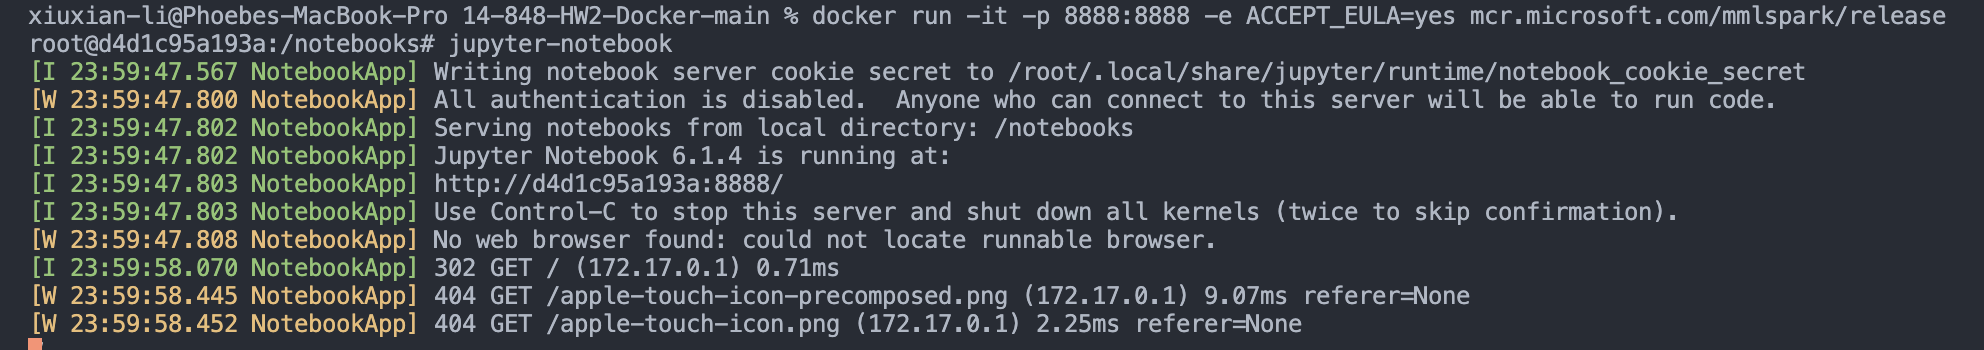 xiuxian-li@Phoebes-MacBook-Pro 14-848-HW2-Docker-main % docker run -it -p 8888:8888 -e ACCEPT_EULA=yes mcr.microsoft.com/mmlspark/release
root@d4d1c95a193a:/notebooks# jupyter-notebook
[I 23:59:47.567 NotebookApp] Writing notebook server cookie secret to /root/.local/share/jupyter/runtime/notebook_cookie_secret
[W 23:59:47.800 NotebookApp] All authentication is disabled.  Anyone who can connect to this server will be able to run code.
[I 23:59:47.802 NotebookApp] Serving notebooks from local directory: /notebooks
[I 23:59:47.802 NotebookApp] Jupyter Notebook 6.1.4 is running at:
[I 23:59:47.803 NotebookApp] http://d4d1c95a193a:8888/
[I 23:59:47.803 NotebookApp] Use Control-C to stop this server and shut down all kernels (twice to skip confirmation).
[W 23:59:47.808 NotebookApp] No web browser found: could not locate runnable browser.
[I 23:59:58.070 NotebookApp] 302 GET / (172.17.0.1) 0.71ms
[W 23:59:58.445 NotebookApp] 404 GET /apple-touch-icon-precomposed.png (172.17.0.1) 9.07ms referer=None
[W 23:59:58.452 NotebookApp] 404 GET /apple-touch-icon.png (172.17.0.1) 2.25ms referer=None